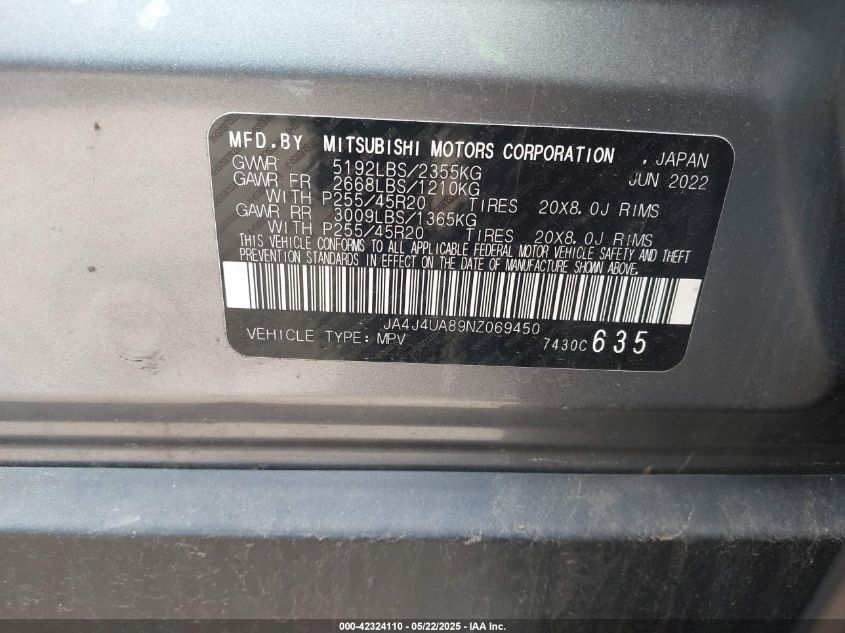 MFD.BY MITSUBISHI MOTORS CORPORATION , JAPAN
GVWR 5192LBS/2355KG JUN 2022
GAWR FR 2668LBS/1210KG
WITH P255/45R20 TIRES 20X8.0J RIMS
GAWR RR 3009LBS/1365KG
WITH P255/45R20 TIRES 20X8.0J RIMS
THIS VEHICLE CONFORMS TO ALL APPLICABLE FEDERAL MOTOR VEHICLE SAFETY AND THEFT
PREVENTION STANDARDS IN EFFECT ON THE DATE OF MANUFACTURE SHOWN ABOVE.
JA4J4UA89NZ069450
VEHICLE TYPE: MPV 7430C 635
000-42324110 - 05/22/2025 - IAA Inc.